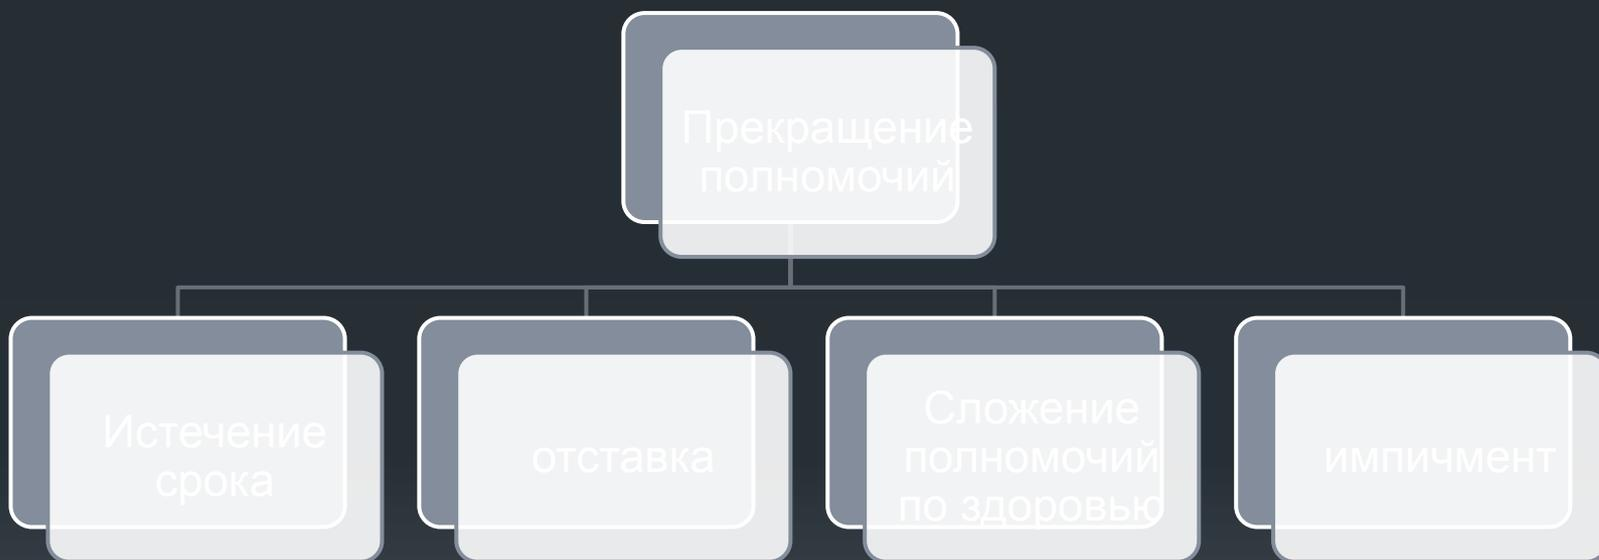 Прекращение
полномочий
Истечение
срока
отставка
Сложение
полномочий
по здоровью
импичмент